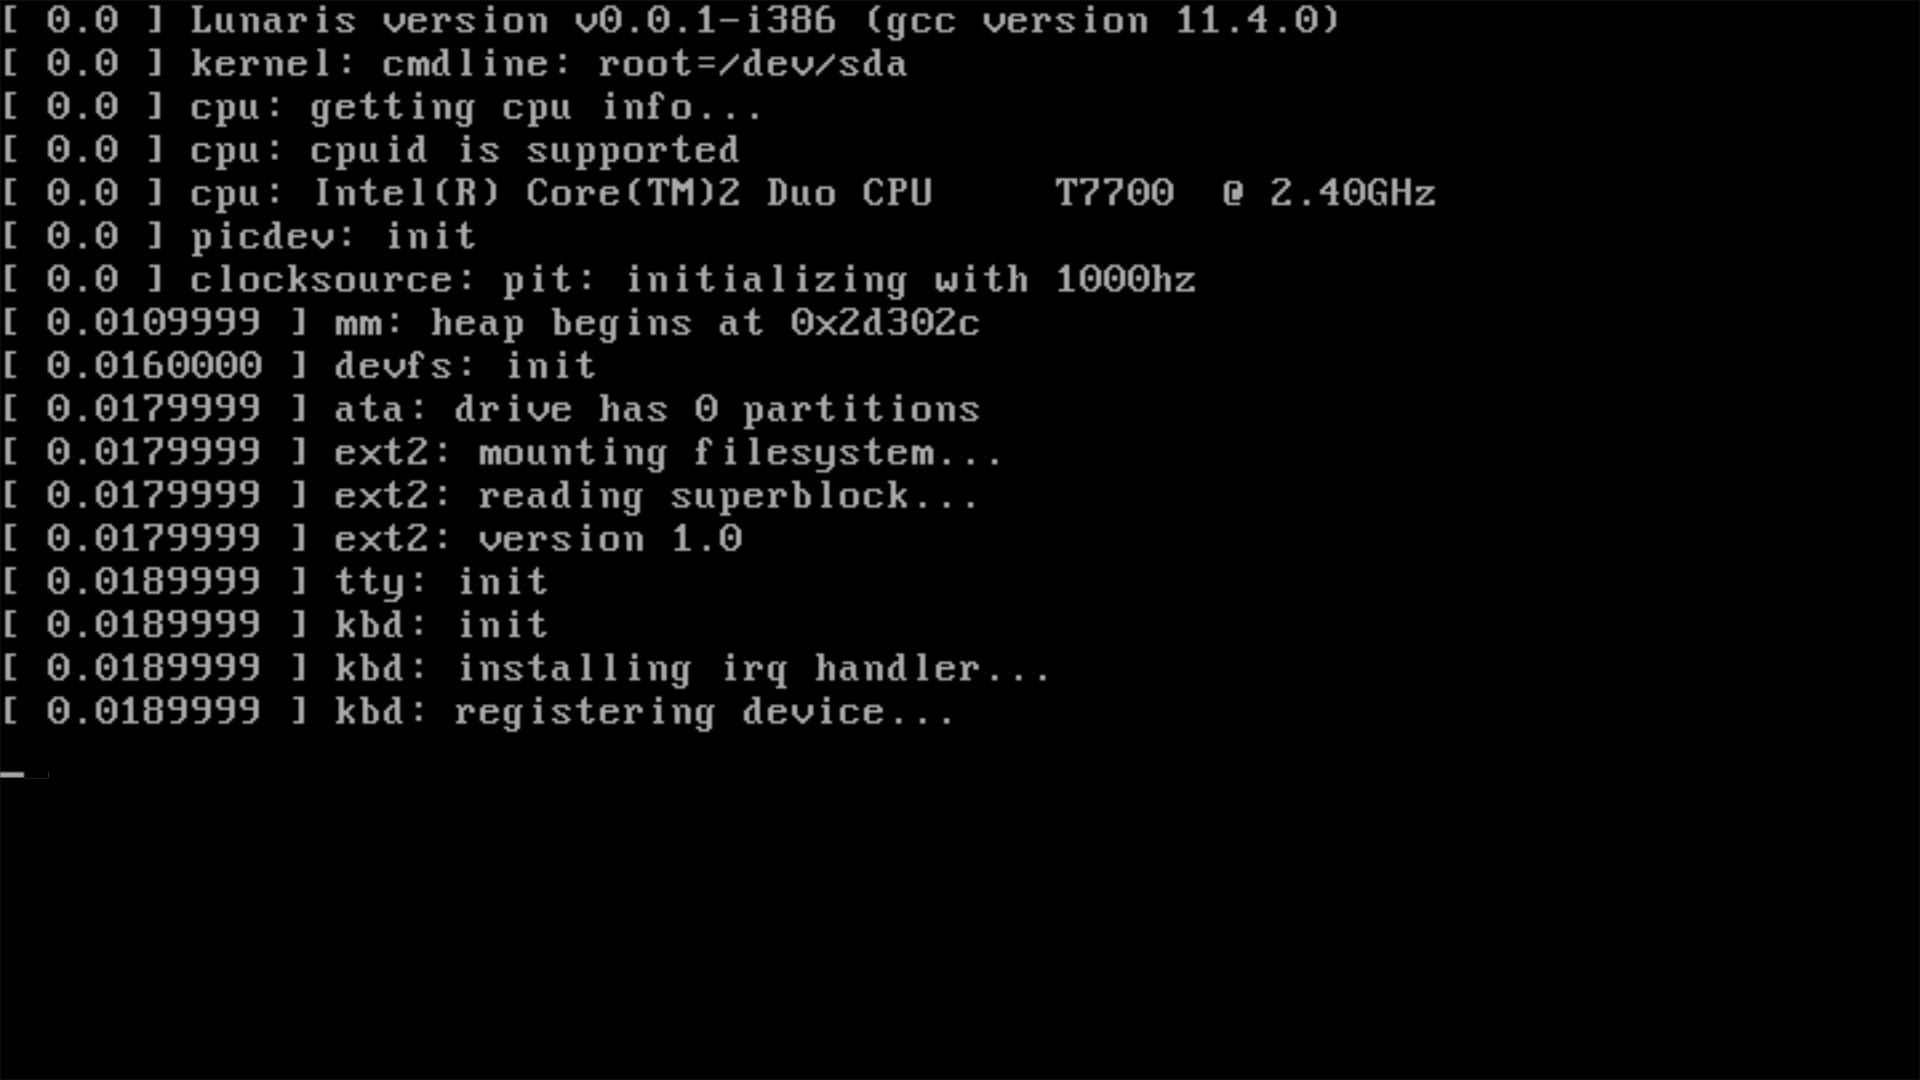 [ 0.0 ] Lunaris version v0.0.1-i386 (gcc version 11.4.0)
[ 0.0 ] kernel: cmdline: root=/dev/sda
[ 0.0 ] cpu: getting cpu info...
[ 0.0 ] cpu: cpuid is supported
[ 0.0 ] cpu: Intel(R) Core(TM)2 Duo CPU     T7700  @ 2.40GHz
[ 0.0 ] picdev: init
[ 0.0 ] clocksource: pit: initializing with 1000hz
[ 0.0109999 ] mm: heap begins at 0x2d302c
[ 0.0160000 ] devfs: init
[ 0.0179999 ] ata: drive has 0 partitions
[ 0.0179999 ] ext2: mounting filesystem...
[ 0.0179999 ] ext2: reading superblock...
[ 0.0179999 ] ext2: version 1.0
[ 0.0189999 ] tty: init
[ 0.0189999 ] kbd: init
[ 0.0189999 ] kbd: installing irq handler...
[ 0.0189999 ] kbd: registering device...